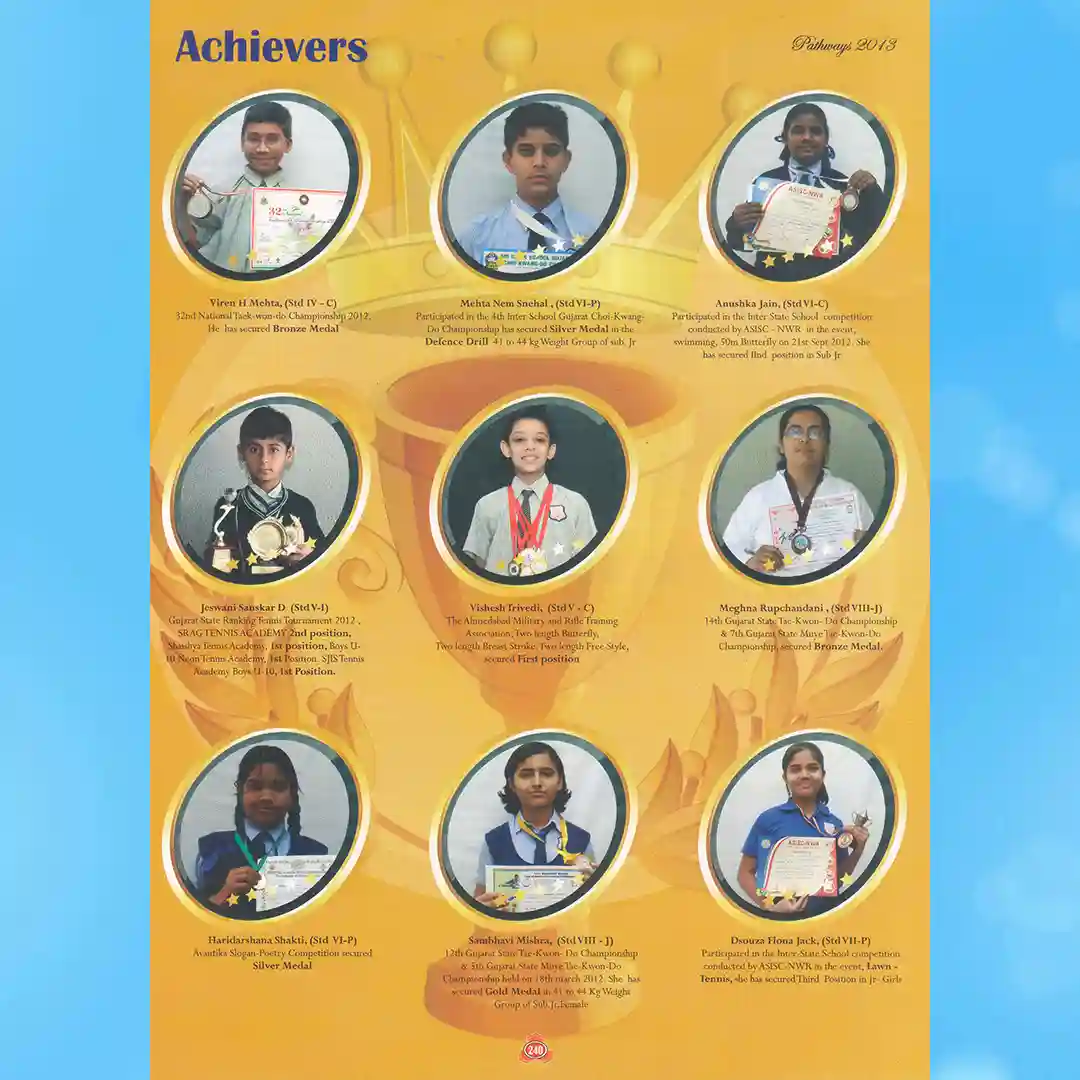 Achievers
Pathways 2013
Viren H Mehta, (Std IV - C)
32nd National Taek-won-do Championship 2012.
He has secured Bronze Medal
Mehta Nem Snehal , (Std VI-P)
Participated in the 4th Inter School Gujarat Choi-Kwang-
Do Championship has secured Silver Medal in the
Defence Drill 41 to 44 kg Weight Group of sub. Jr
Anushka Jain, (Std VI-C)
Participated in the Inter State School competition
conducted by ASISC - NWR in the event,
swimming, 50m Butterfly on 21st Sept 2012. She
has secured IInd position in Sub Jr
ASISC-NWR
32nd
Jeswani Sanskar D (Std V-I)
Gujarat State Ranking Tennis Tournament 2012 ,
SRAG TENNIS ACADEMY 2nd position,
Tennis Academy, 1st position, Boys U-
10 Neon Tennis Academy, 1st Position. SJIS Tennis
Academy Boys U-10, 1st Position.
Vishesh Trivedi, (Std V - C)
The Ahmedabad Military and Rifle Training
Association, Two length Butterfly,
Two length Breast Stroke, Two length Free Style,
secured First position
Meghna Rupchandani , (Std VIII-J)
14th Gujarat State Tae-Kwon- Do Championship
& 7th Gujarat State Muye Tae-Kwon-Do
Championship, secured Bronze Medal.
Haridarshana Shakti, (Std VI-P)
Avantika Slogan-Poetry Competition secured
Silver Medal
Sambhavi Mishra, (Std VIII - J)
12th Gujarat State Tae-Kwon- Do Championship
& 5th Gujarat State Muye Tae-Kwon-Do
Championship held on 18th march 2012. She has
secured Gold Medal in 41 to 44 Kg Weight
Group of Sub. Jr. Female
ASISC-NWR
Dsouza Fiona Jack, (Std VII-P)
Participated in the Inter-State School competition
conducted by ASISC-NWR in the event, Lawn -
Tennis, she has secured Third Position in Jr- Girls
240